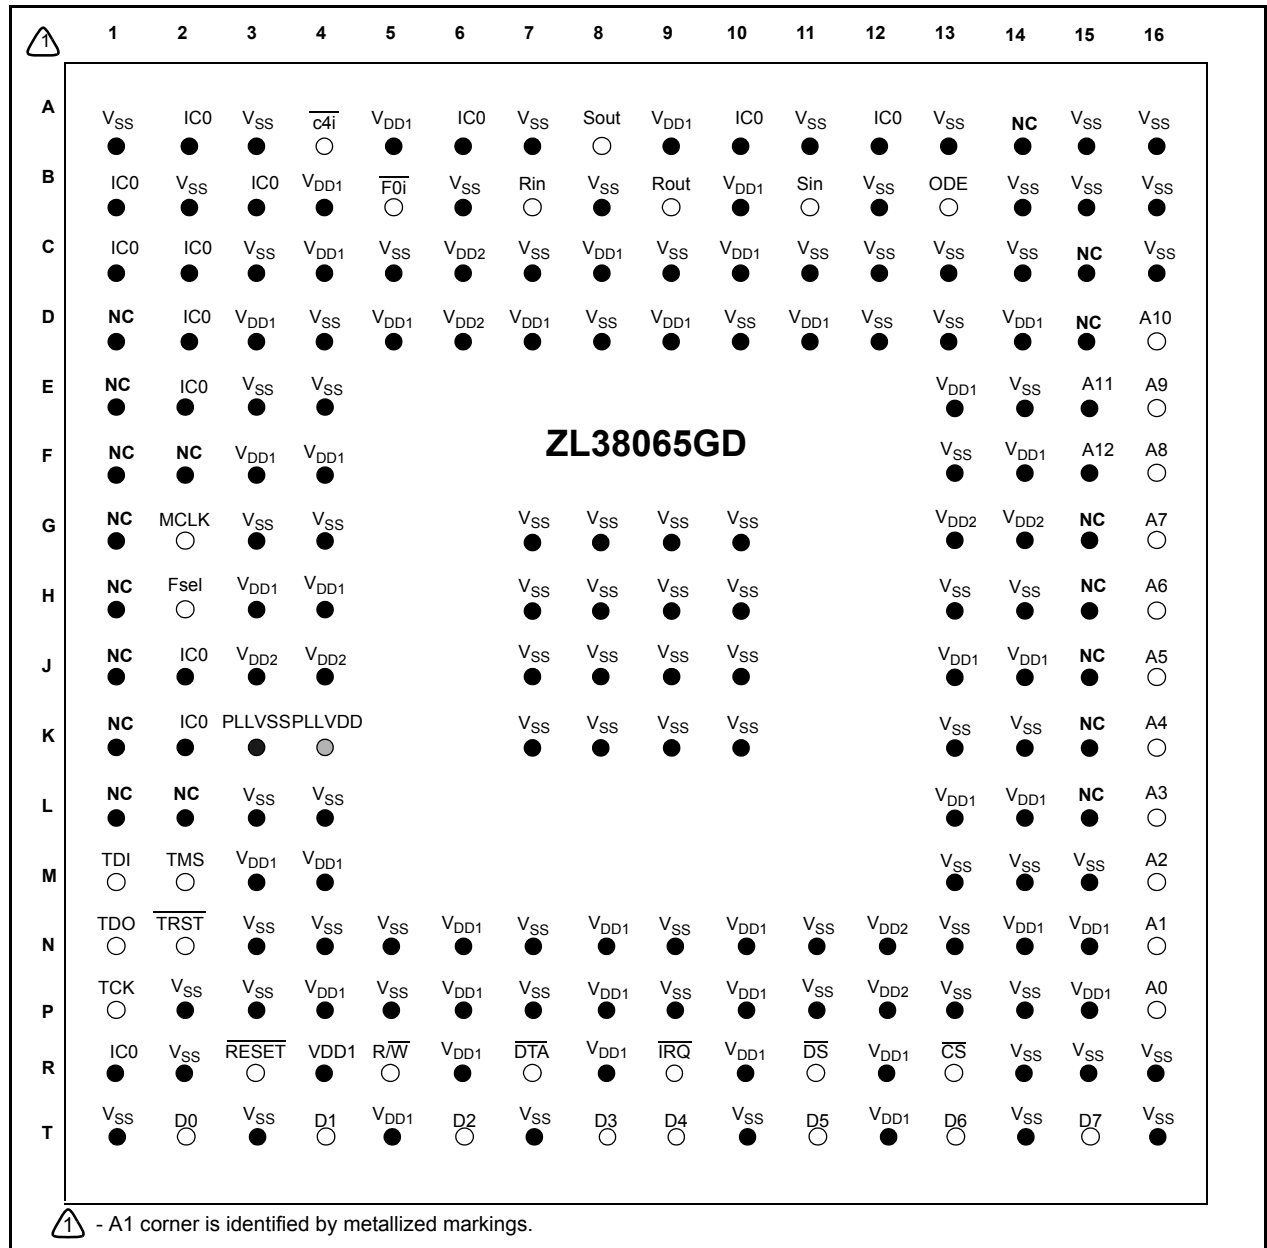 1 1 2 3 4 5 6 7 8 9 10 11 12 13 14 15 16
A VSS IC0 VSS c4i VDD1 IC0 VSS Sout VDD1 IC0 VSS IC0 VSS NC VSS VSS
B IC0 VSS IC0 VDD1 F0i VSS Rin VSS Rout VDD1 Sin VSS ODE VSS VSS VSS
C IC0 IC0 VSS VDD1 VSS VDD2 VSS VDD1 VSS VDD1 VSS VSS VSS VSS NC VSS
D NC IC0 VDD1 VSS VDD1 VDD2 VDD1 VSS VDD1 VSS VDD1 VSS VSS VDD1 NC A10
E NC IC0 VSS VSS VDD1 VSS A11 A9
ZL38065GD
F NC NC VDD1 VDD1 VSS VDD1 A12 A8
G NC MCLK VSS VSS VSS VSS VSS VSS VDD2 VDD2 NC A7
H NC Fsel VDD1 VDD1 VSS VSS VSS VSS VSS VSS NC A6
J NC IC0 VDD2 VDD2 VSS VSS VSS VSS VDD1 VDD1 NC A5
K NC IC0 PLLVSS PLLVDD VSS VSS VSS VSS VSS VSS NC A4
L NC NC VSS VSS VDD1 VDD1 NC A3
M TDI TMS VDD1 VDD1 VSS VSS VSS A2
N TDO TRST VSS VSS VSS VDD1 VSS VDD1 VSS VDD1 VSS VDD2 VSS VDD1 VDD1 A1
P TCK VSS VSS VDD1 VSS VDD1 VSS VDD1 VSS VDD1 VSS VDD2 VSS VSS VDD1 A0
R IC0 VSS RESET VDD1 R/W VDD1 DTA VDD1 IRQ VDD1 DS VDD1 CS VSS VSS VSS
T VSS D0 VSS D1 VDD1 D2 VSS D3 D4 VSS D5 VDD1 D6 VSS D7 VSS
1 - A1 corner is identified by metallized markings.